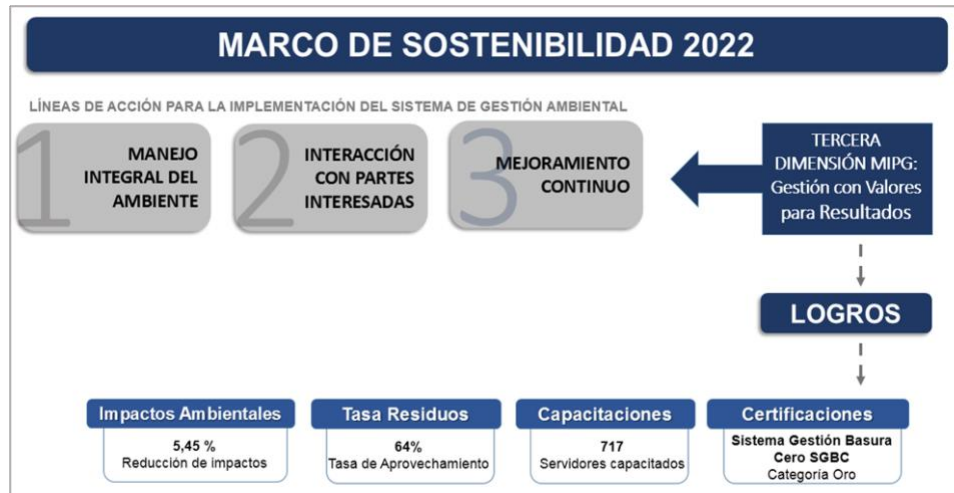 MARCO DE SOSTENIBILIDAD 2022
LÍNEAS DE ACCIÓN PARA LA IMPLEMENTACIÓN DEL SISTEMA DE GESTIÓN AMBIENTAL
1
MANEJO
INTEGRAL DEL
AMBIENTE
2
INTERACCIÓN
CON PARTES
INTERESADAS
3
MEJORAMIENTO
CONTINUO
TERCERA
DIMENSIÓN MIPG:
Gestión con Valores
para Resultados
LOGROS
Impactos Ambientales
5,45 %
Reducción de impactos
Tasa Residuos
64%
Tasa de Aprovechamiento
Capacitaciones
717
Servidores capacitados
Certificaciones
Sistema Gestión Basura
Cero SGBC
Categoría Oro